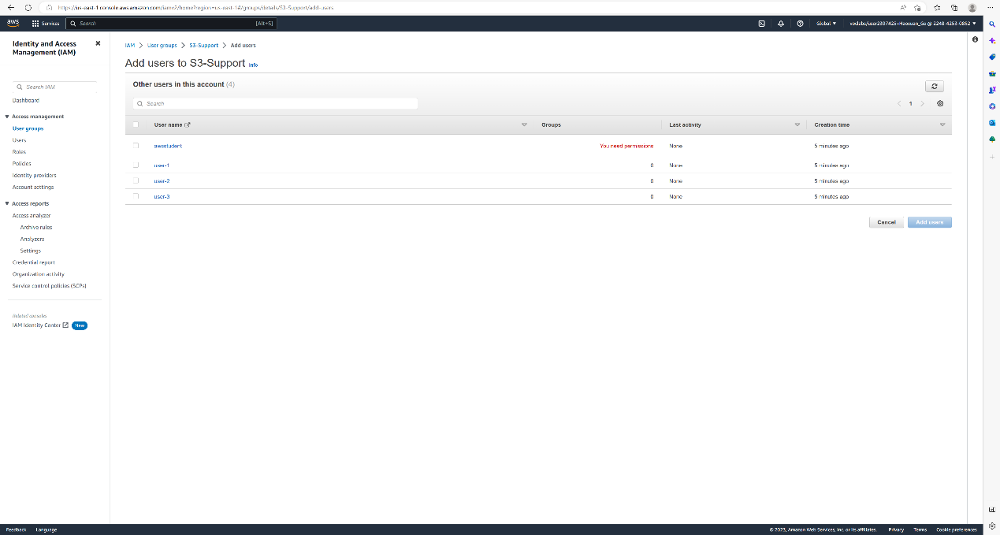 https://us-east-1.console.aws.amazon.com/iamv2/home?region=us-east-1#/groups/details/S3-Support/add-users
aws
Services
Search
[Alt+S]
Global
voclabs/user2397425=Haoxuan_Ge @ 2248-4253-0862
Identity and Access Management (IAM)
Search IAM
Dashboard
Access management
User groups
Users
Roles
Policies
Identity providers
Account settings
Access reports
Access analyzer
Archive rules
Analyzers
Settings
Credential report
Organization activity
Service control policies (SCPs)
Related consoles
IAM Identity Center New
IAM > User groups > S3-Support > Add users
Add users to S3-Support Info
Other users in this account (4)
Search
1
User name Groups Last activity Creation time
awsstudent You need permissions None 5 minutes ago
user-1 0 None 5 minutes ago
user-2 0 None 5 minutes ago
user-3 0 None 5 minutes ago
Cancel Add users
Feedback Language
© 2023, Amazon Web Services, Inc. or its affiliates. Privacy Terms Cookie preferences